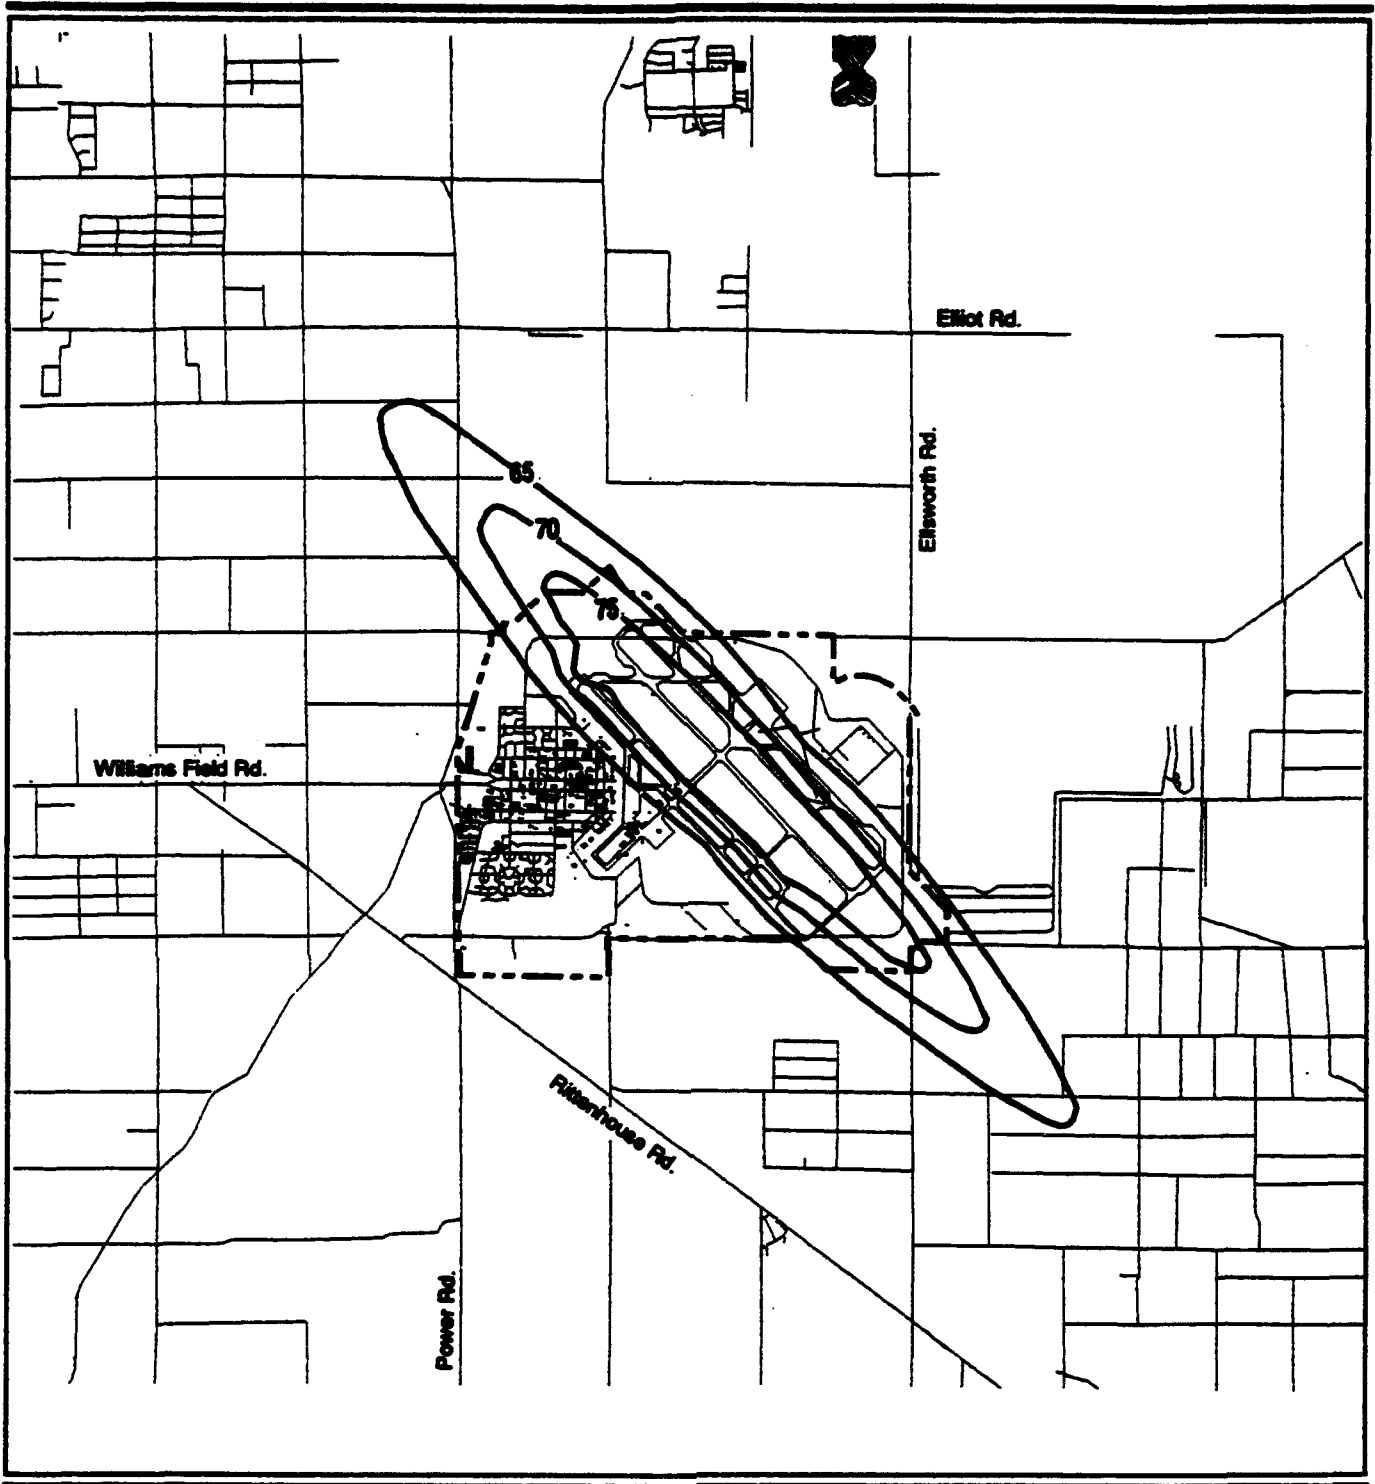 Elliot Rd.
Ellsworth Rd.
65
70
75
Williams Field Rd.
Rittenhouse Rd.
Power Rd.